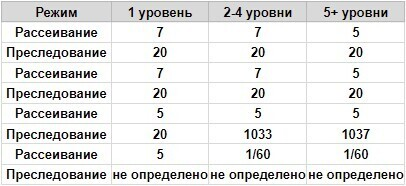 Режим 1 уровень 2-4 уровни 5+ уровни
Рассеивание 7 7 5
Преследование 20 20 20
Рассеивание 7 7 5
Преследование 20 20 20
Рассеивание 5 5 5
Преследование 20 1033 1037
Рассеивание 5 1/60 1/60
Преследование не определено не определено не определено